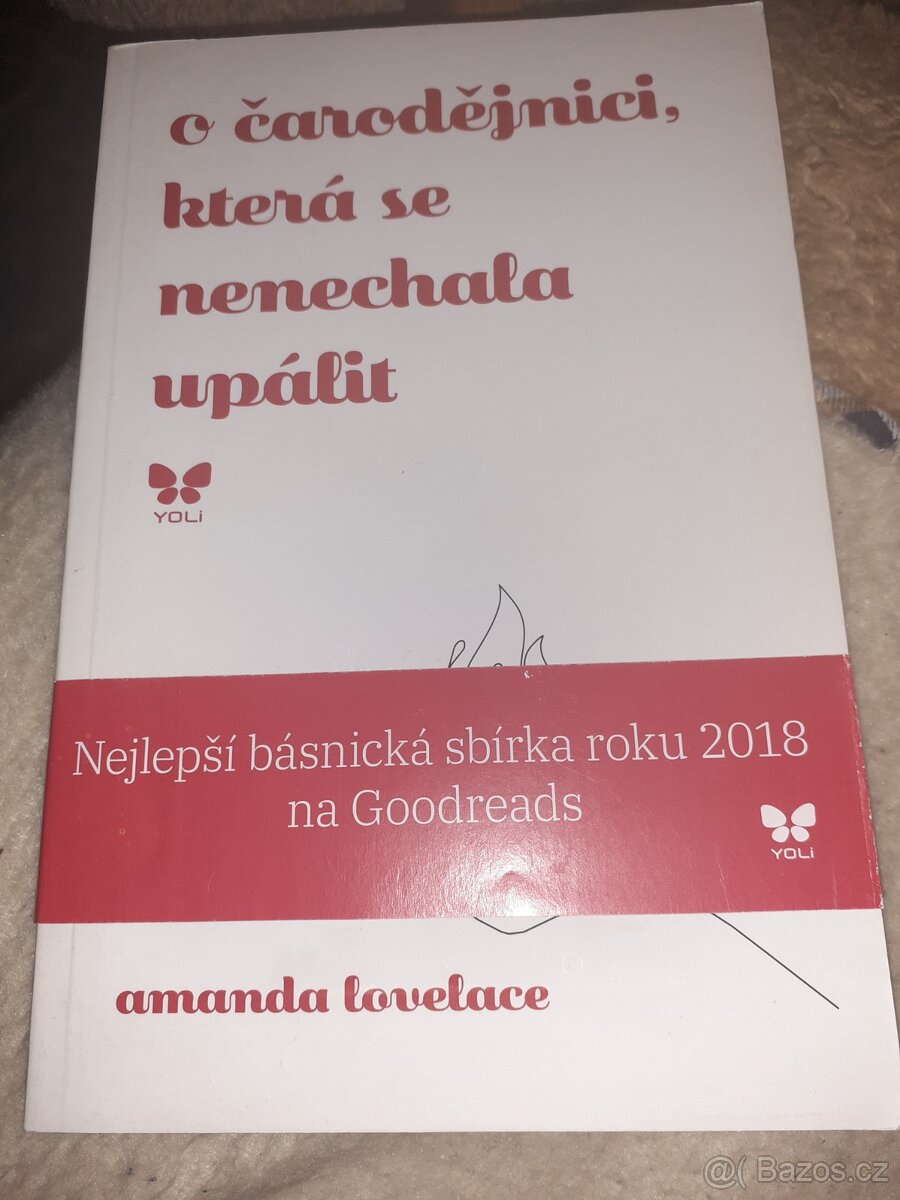 o čarodějnici,
která se
nenechala
upálit
YOLi
Nejlepší básnická sbírka roku 2018
na Goodreads
YOLi
amanda lovelace
@( Bazos.cz